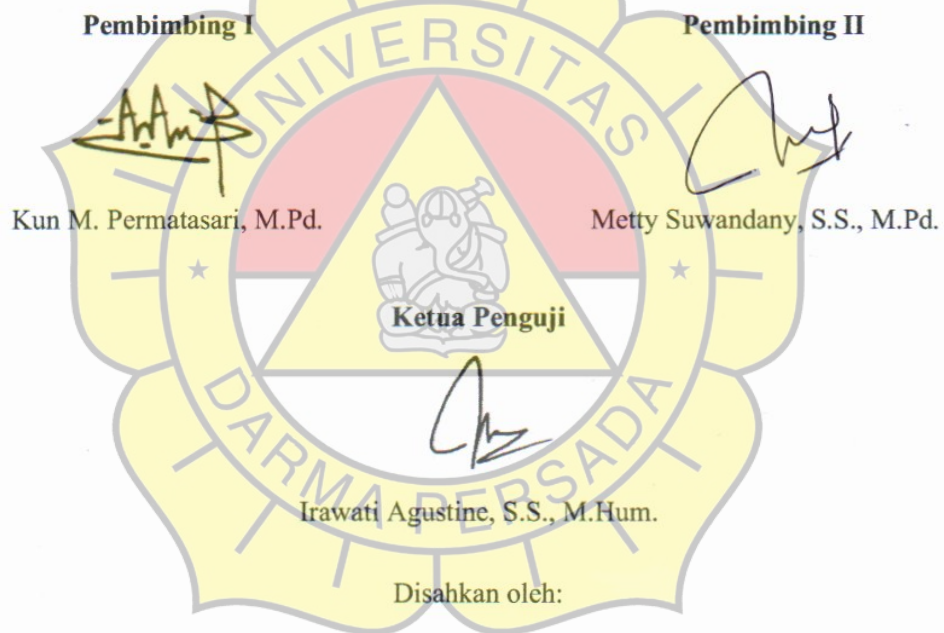 Pembimbing I
Pembimbing II
UNIVERSITAS
Kun M. Permatasari, M.Pd.
Metty Suwandany, S.S., M.Pd.
Ketua Penguji
DARMA PERSADA
Irawati Agustine, S.S., M.Hum.
Disahkan oleh: